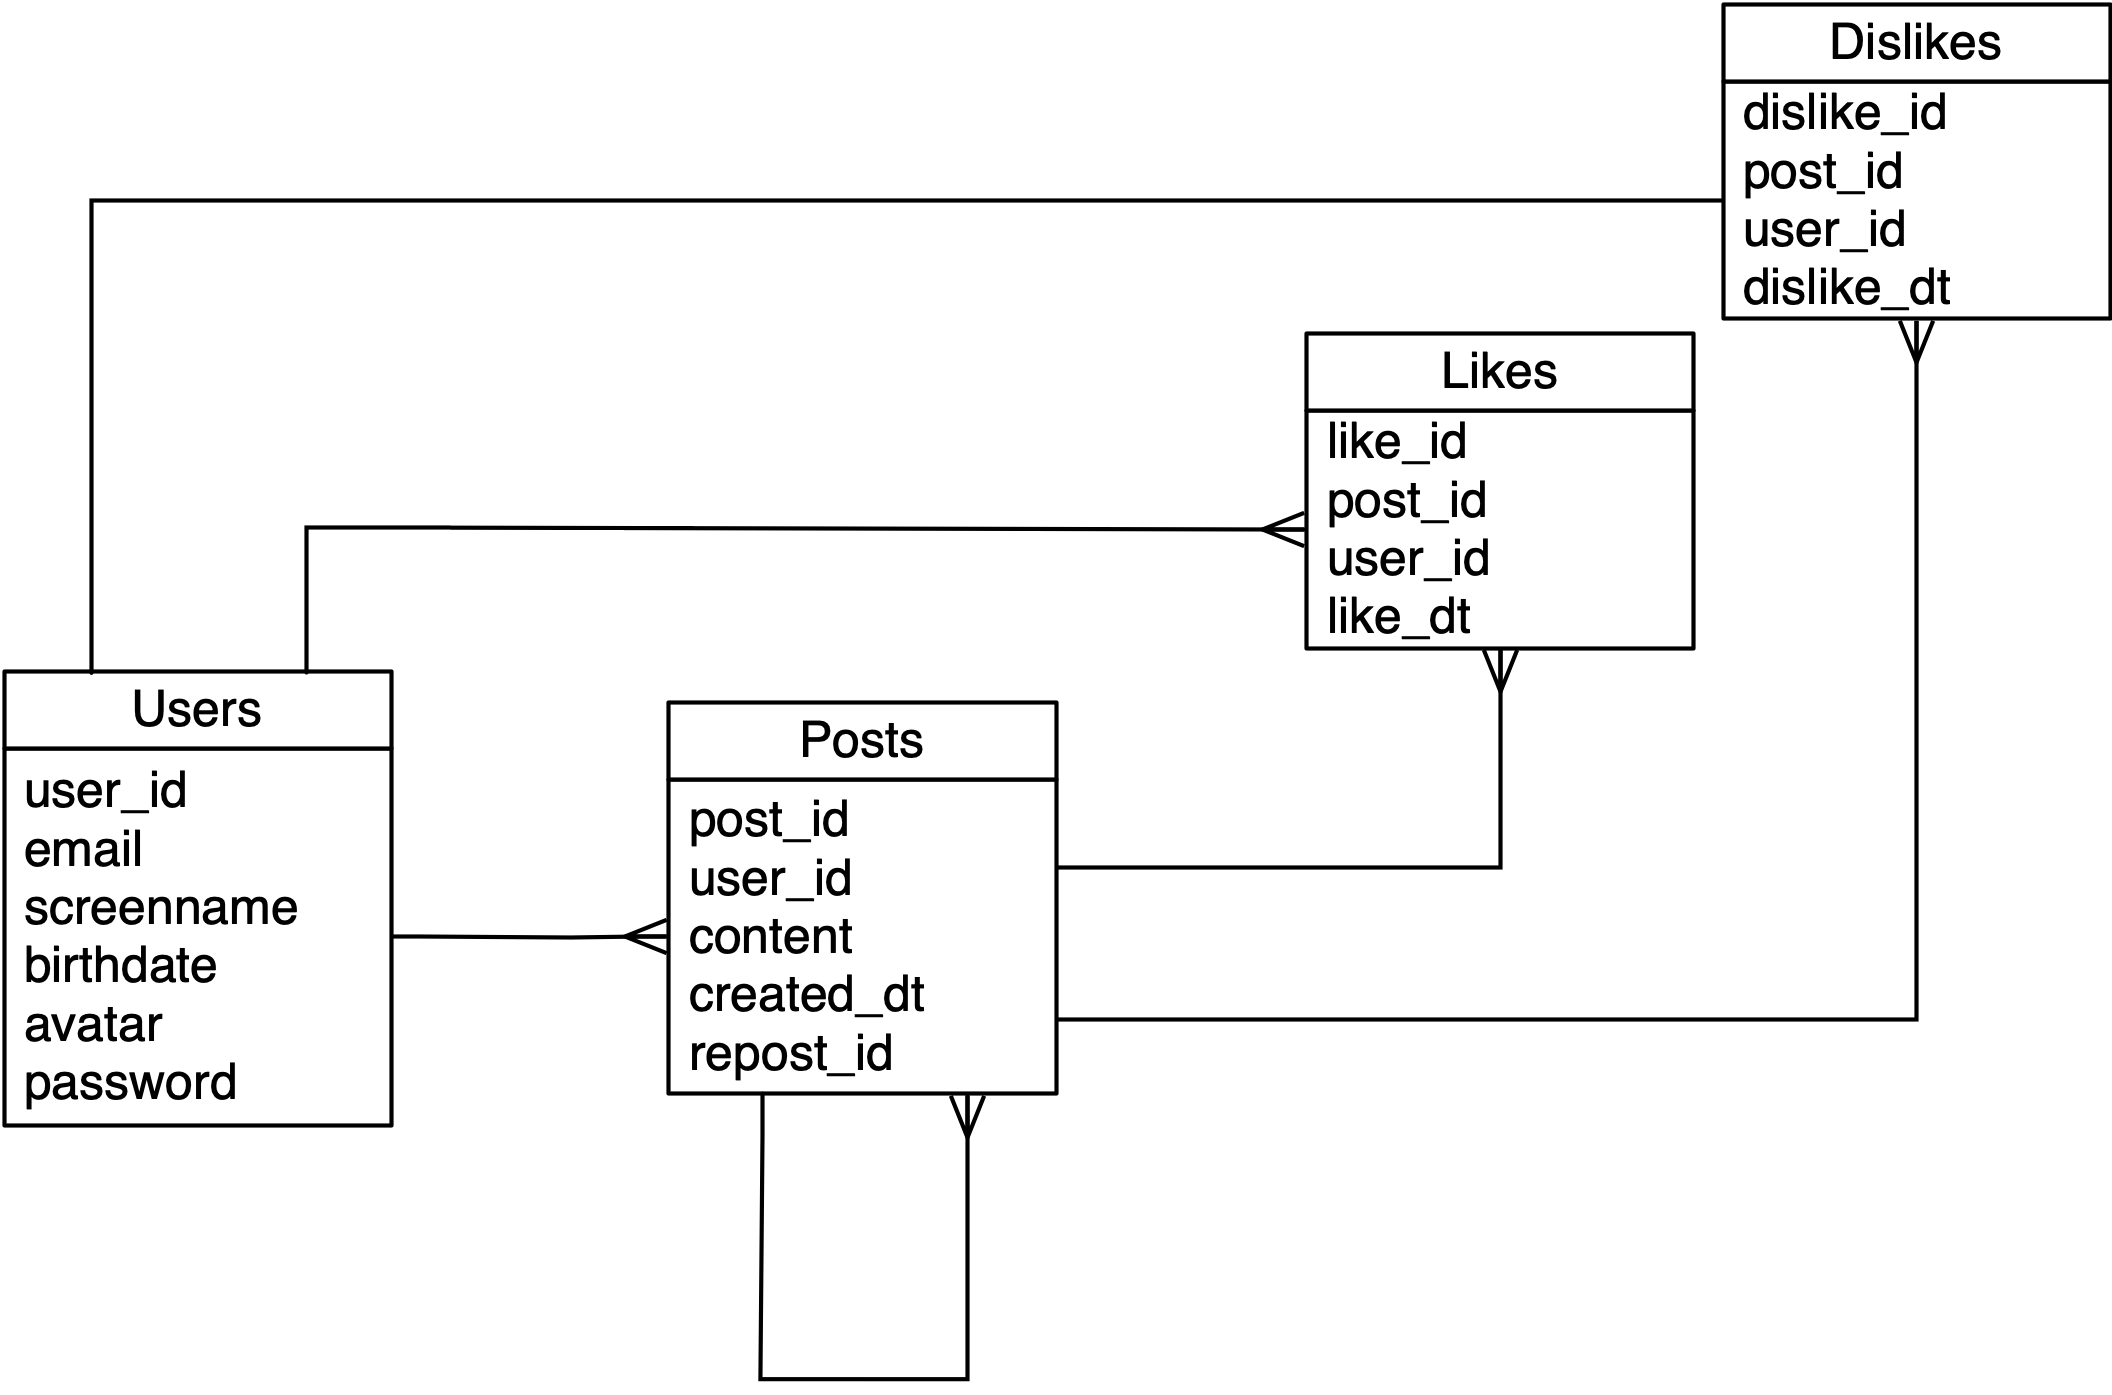 Dislikes
dislike_id
post_id
user_id
dislike_dt
Likes
like_id
post_id
user_id
like_dt
Users
user_id
email
screenname
birthdate
avatar
password
Posts
post_id
user_id
content
created_dt
repost_id